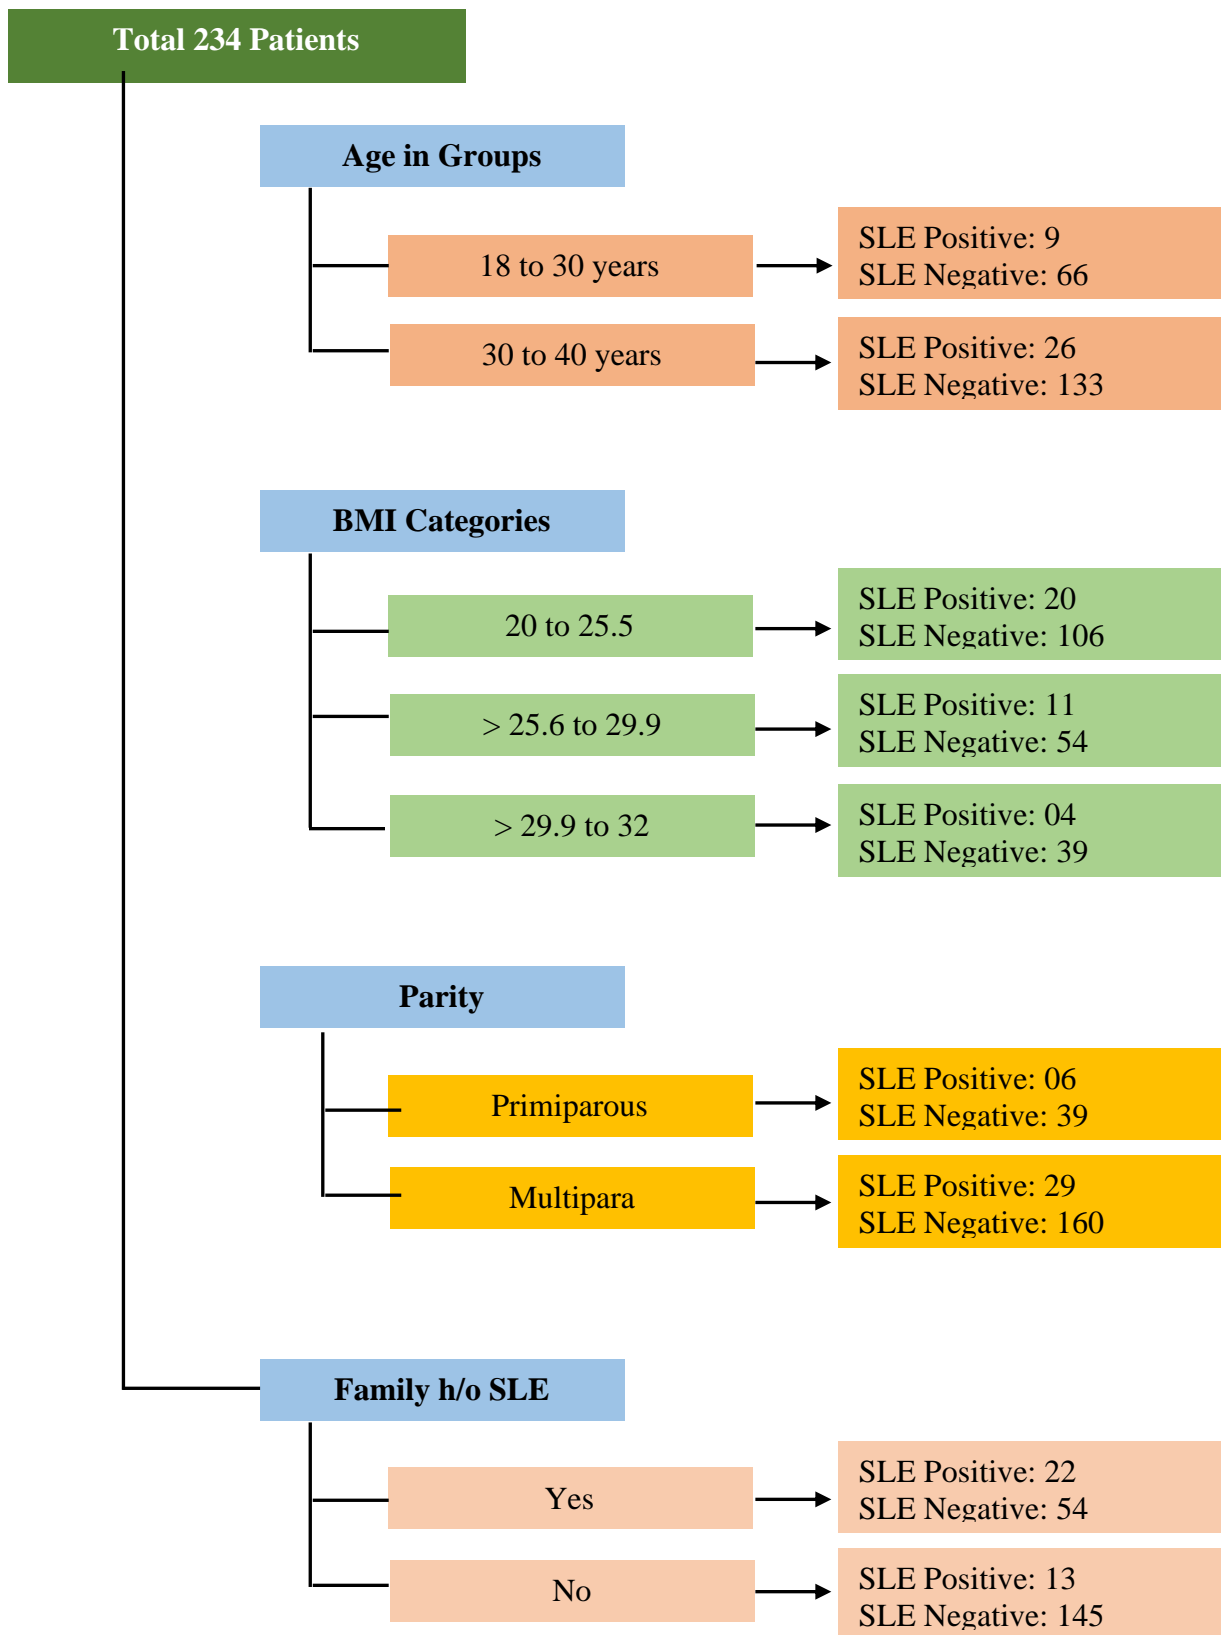 Total 234 Patients
Age in Groups
18 to 30 years
SLE Positive: 9
SLE Negative: 66
30 to 40 years
SLE Positive: 26
SLE Negative: 133
BMI Categories
20 to 25.5
SLE Positive: 20
SLE Negative: 106
> 25.6 to 29.9
SLE Positive: 11
SLE Negative: 54
> 29.9 to 32
SLE Positive: 04
SLE Negative: 39
Parity
Primiparous
SLE Positive: 06
SLE Negative: 39
Multipara
SLE Positive: 29
SLE Negative: 160
Family h/o SLE
Yes
SLE Positive: 22
SLE Negative: 54
No
SLE Positive: 13
SLE Negative: 145